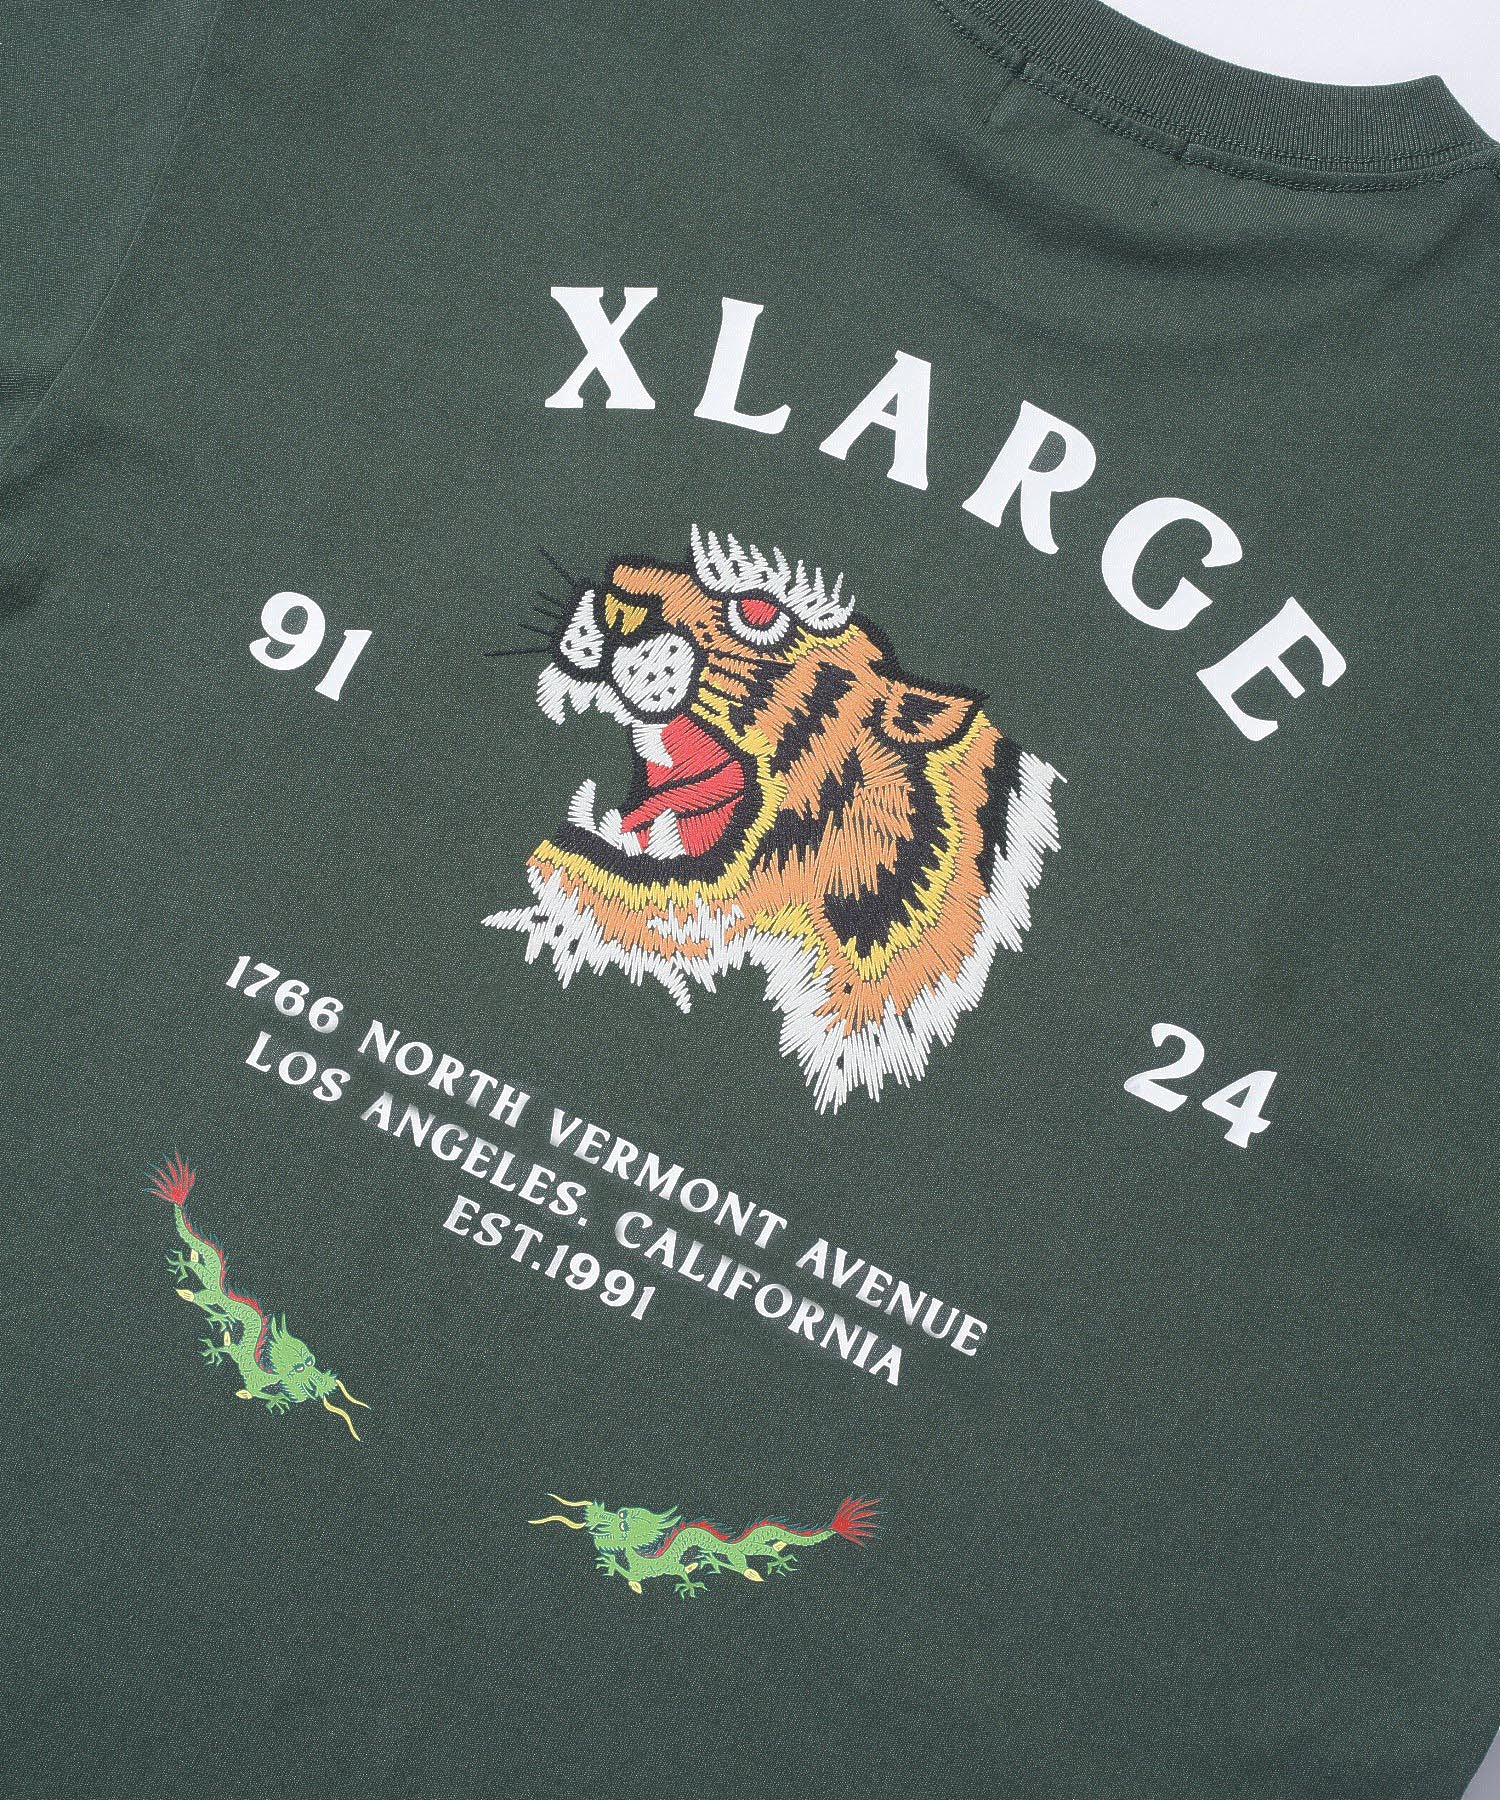 XLARGE
91
24
1766 NORTH VERMONT AVENUE
LOS ANGELES. CALIFORNIA
EST.1991